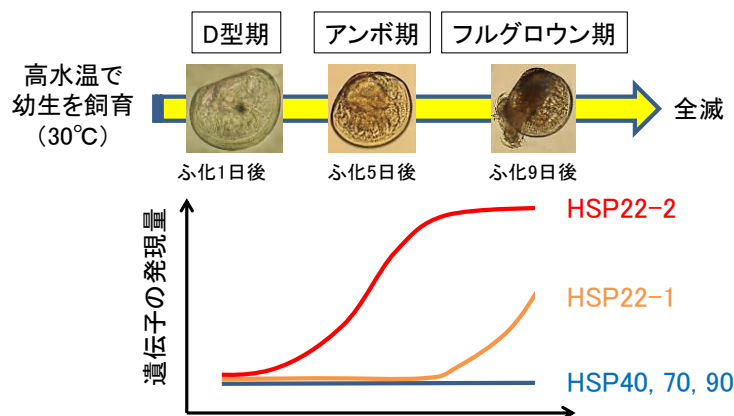 D型期
アンボ期
フルグロウン期
高水温で
幼生を飼育
（30℃）
全滅
ふ化1日後
ふ化5日後
ふ化9日後
遺伝子の発現量
HSP22-2
HSP22-1
HSP40, 70, 90